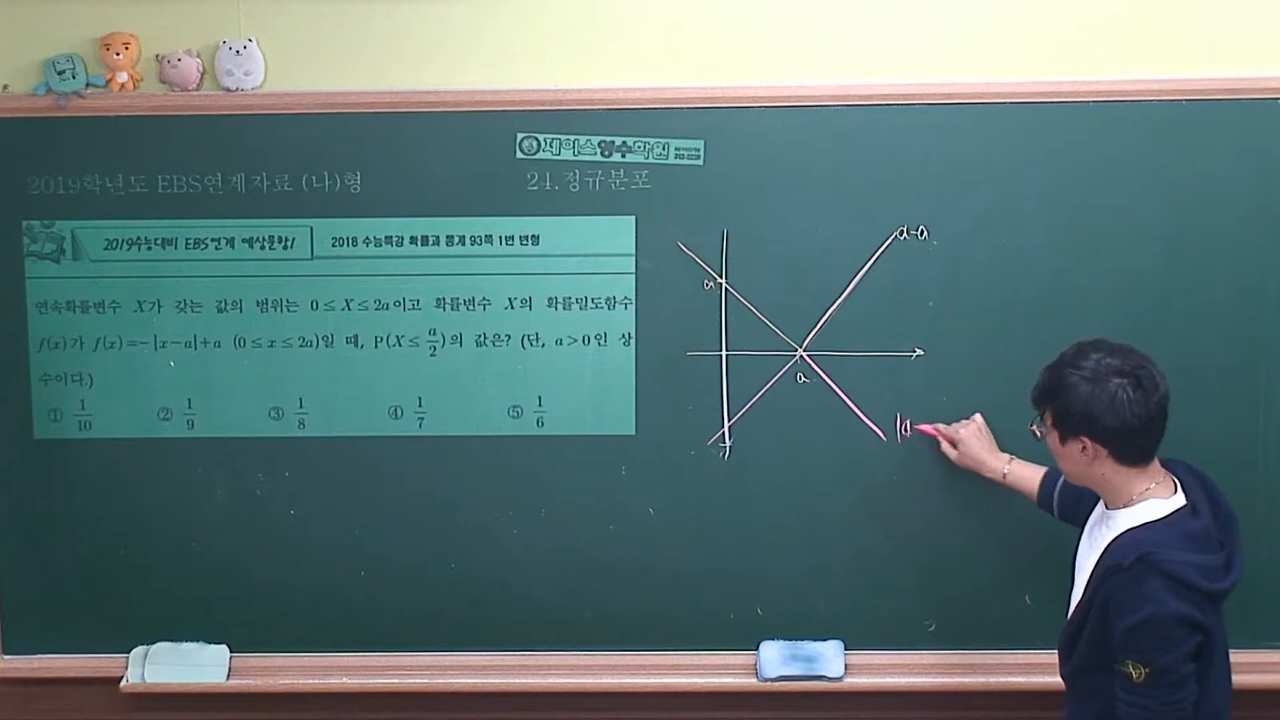 제이스영수학원
2019학년도 EBS연계자료 (나)형
24.정규분포
2019수능대비 EBS연계 예상문항1
2018 수능특강 확률과 통계 93쪽 1번 변형
연속확률변수 X가 갖는 값의 범위는 0≤X≤2a이고 확률변수 X의 확률밀도함수
f(x)가 f(x)=-|x-a|+a (0≤x≤2a)일 때, P(X≤a/2)의 값은? (단, a>0인 상
수이다.)
① 1/10 ② 1/9 ③ 1/8 ④ 1/7 ⑤ 1/6
a
a